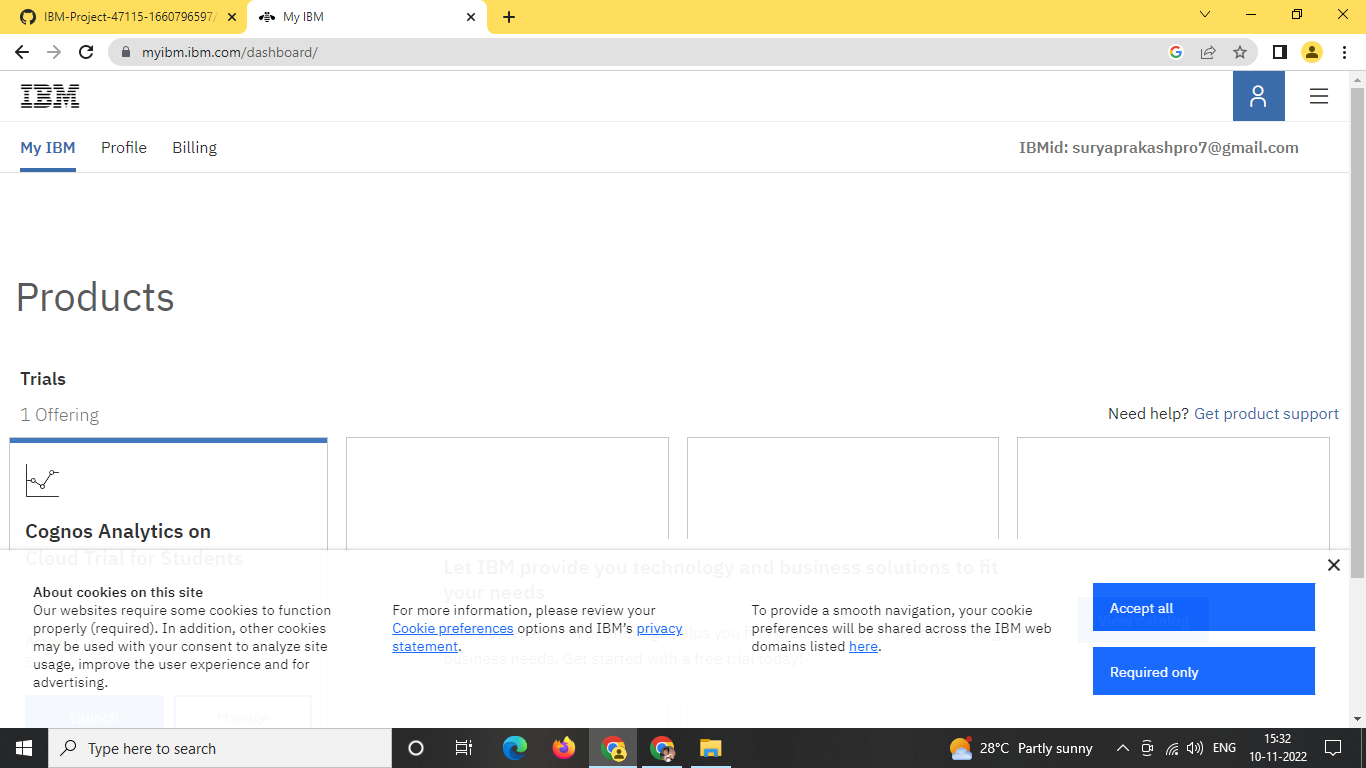 IBM-Project-47115-1660796597/
My IBM
myibm.ibm.com/dashboard/
IBM
My IBM Profile Billing
IBMid: suryaprakashpro7@gmail.com
Products
Trials
1 Offering
Need help? Get product support
Cognos Analytics on
Cloud Trial for Students
Let IBM provide you technology and business solutions to fit
your needs
business needs. Get started with a free trial today.
View catalog
Launch
Manage
About cookies on this site
Our websites require some cookies to function
properly (required). In addition, other cookies
may be used with your consent to analyze site
usage, improve the user experience and for
advertising.
For more information, please review your
Cookie preferences options and IBM's privacy
statement.
To provide a smooth navigation, your cookie
preferences will be shared across the IBM web
domains listed here.
Accept all
Required only
Type here to search
28°C Partly sunny
ENG
15:32
10-11-2022